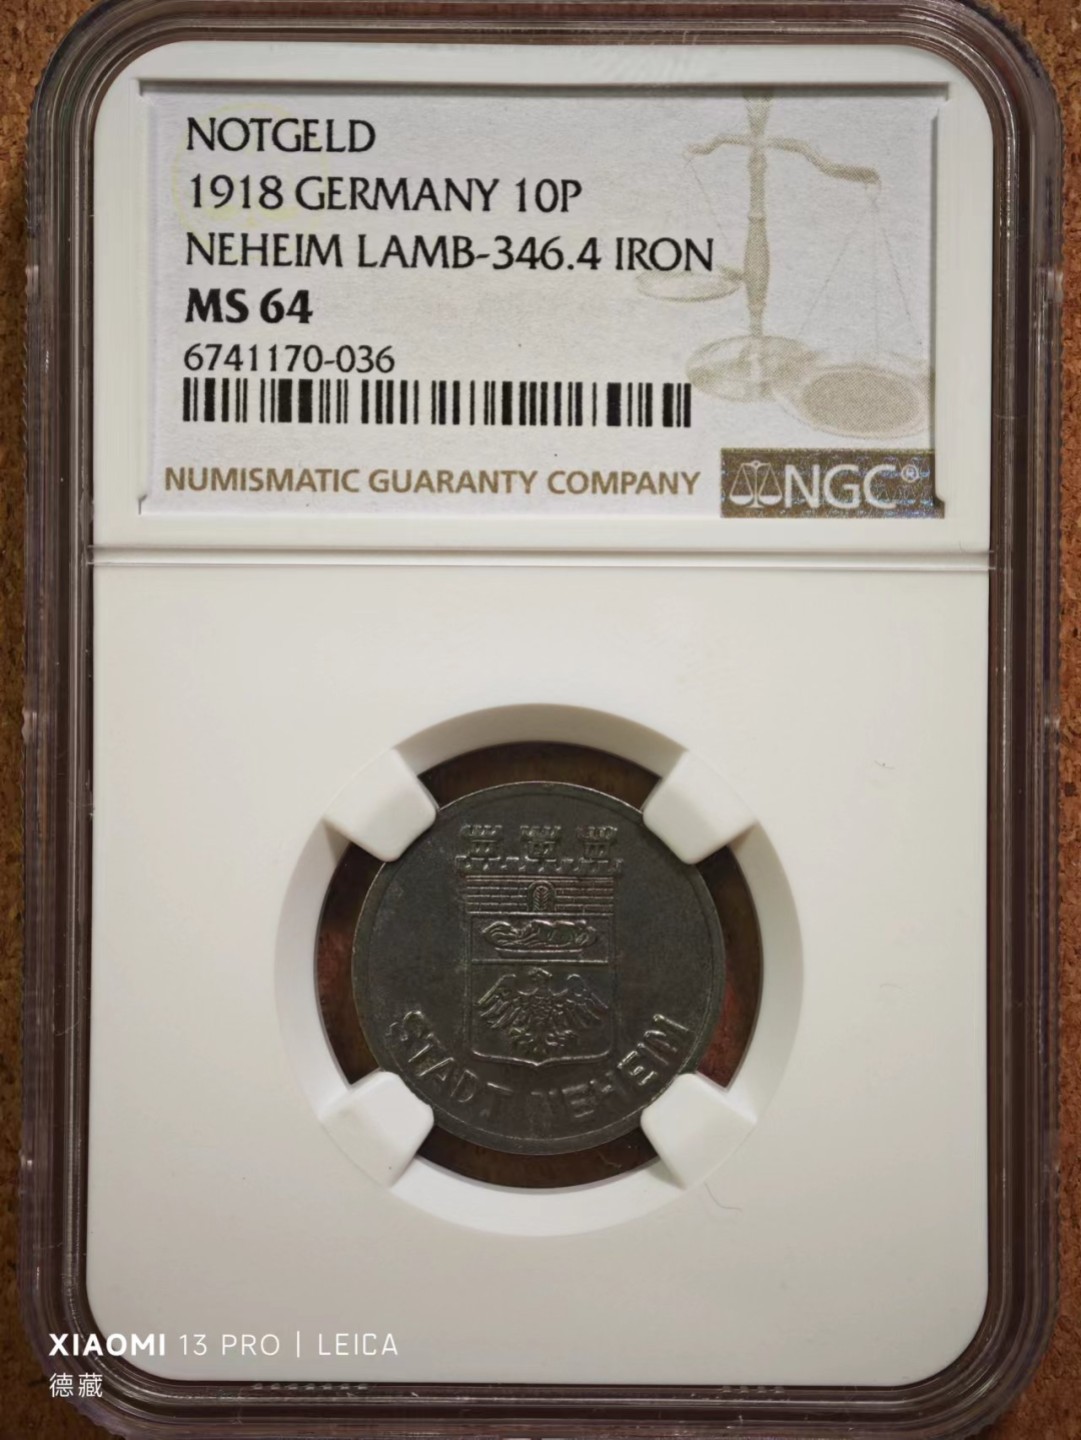 NOTGELD
1918 GERMANY 10P
NEHEIM LAMB-346.4 IRON
MS 64
6741170-036
NUMISMATIC GUARANTY COMPANY
NGC®
STADT NEHEIM
XIAOMI 13 PRO | LEICA
德藏